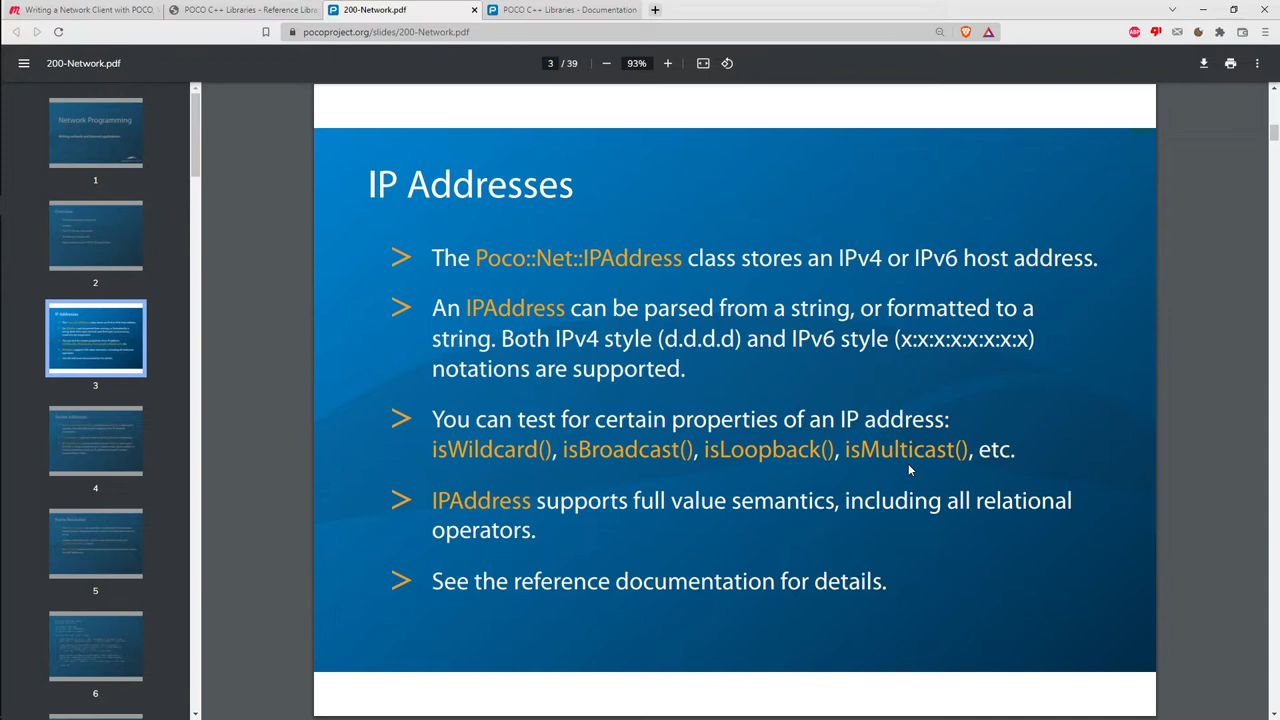 Writing a Network Client with POCO
POCO C++ Libraries - Reference Libra
200-Network.pdf
POCO C++ Libraries - Documentation
pocoproject.org/slides/200-Network.pdf
200-Network.pdf
3 / 39
93%
Network Programming
1
2
3
4
5
6
IP Addresses
> The Poco::Net::IPAddress class stores an IPv4 or IPv6 host address.
> An IPAddress can be parsed from a string, or formatted to a
string. Both IPv4 style (d.d.d.d) and IPv6 style (x:x:x:x:x:x:x:x)
notations are supported.
> You can test for certain properties of an IP address:
isWildcard(), isBroadcast(), isLoopback(), isMulticast(), etc.
> IPAddress supports full value semantics, including all relational
operators.
> See the reference documentation for details.